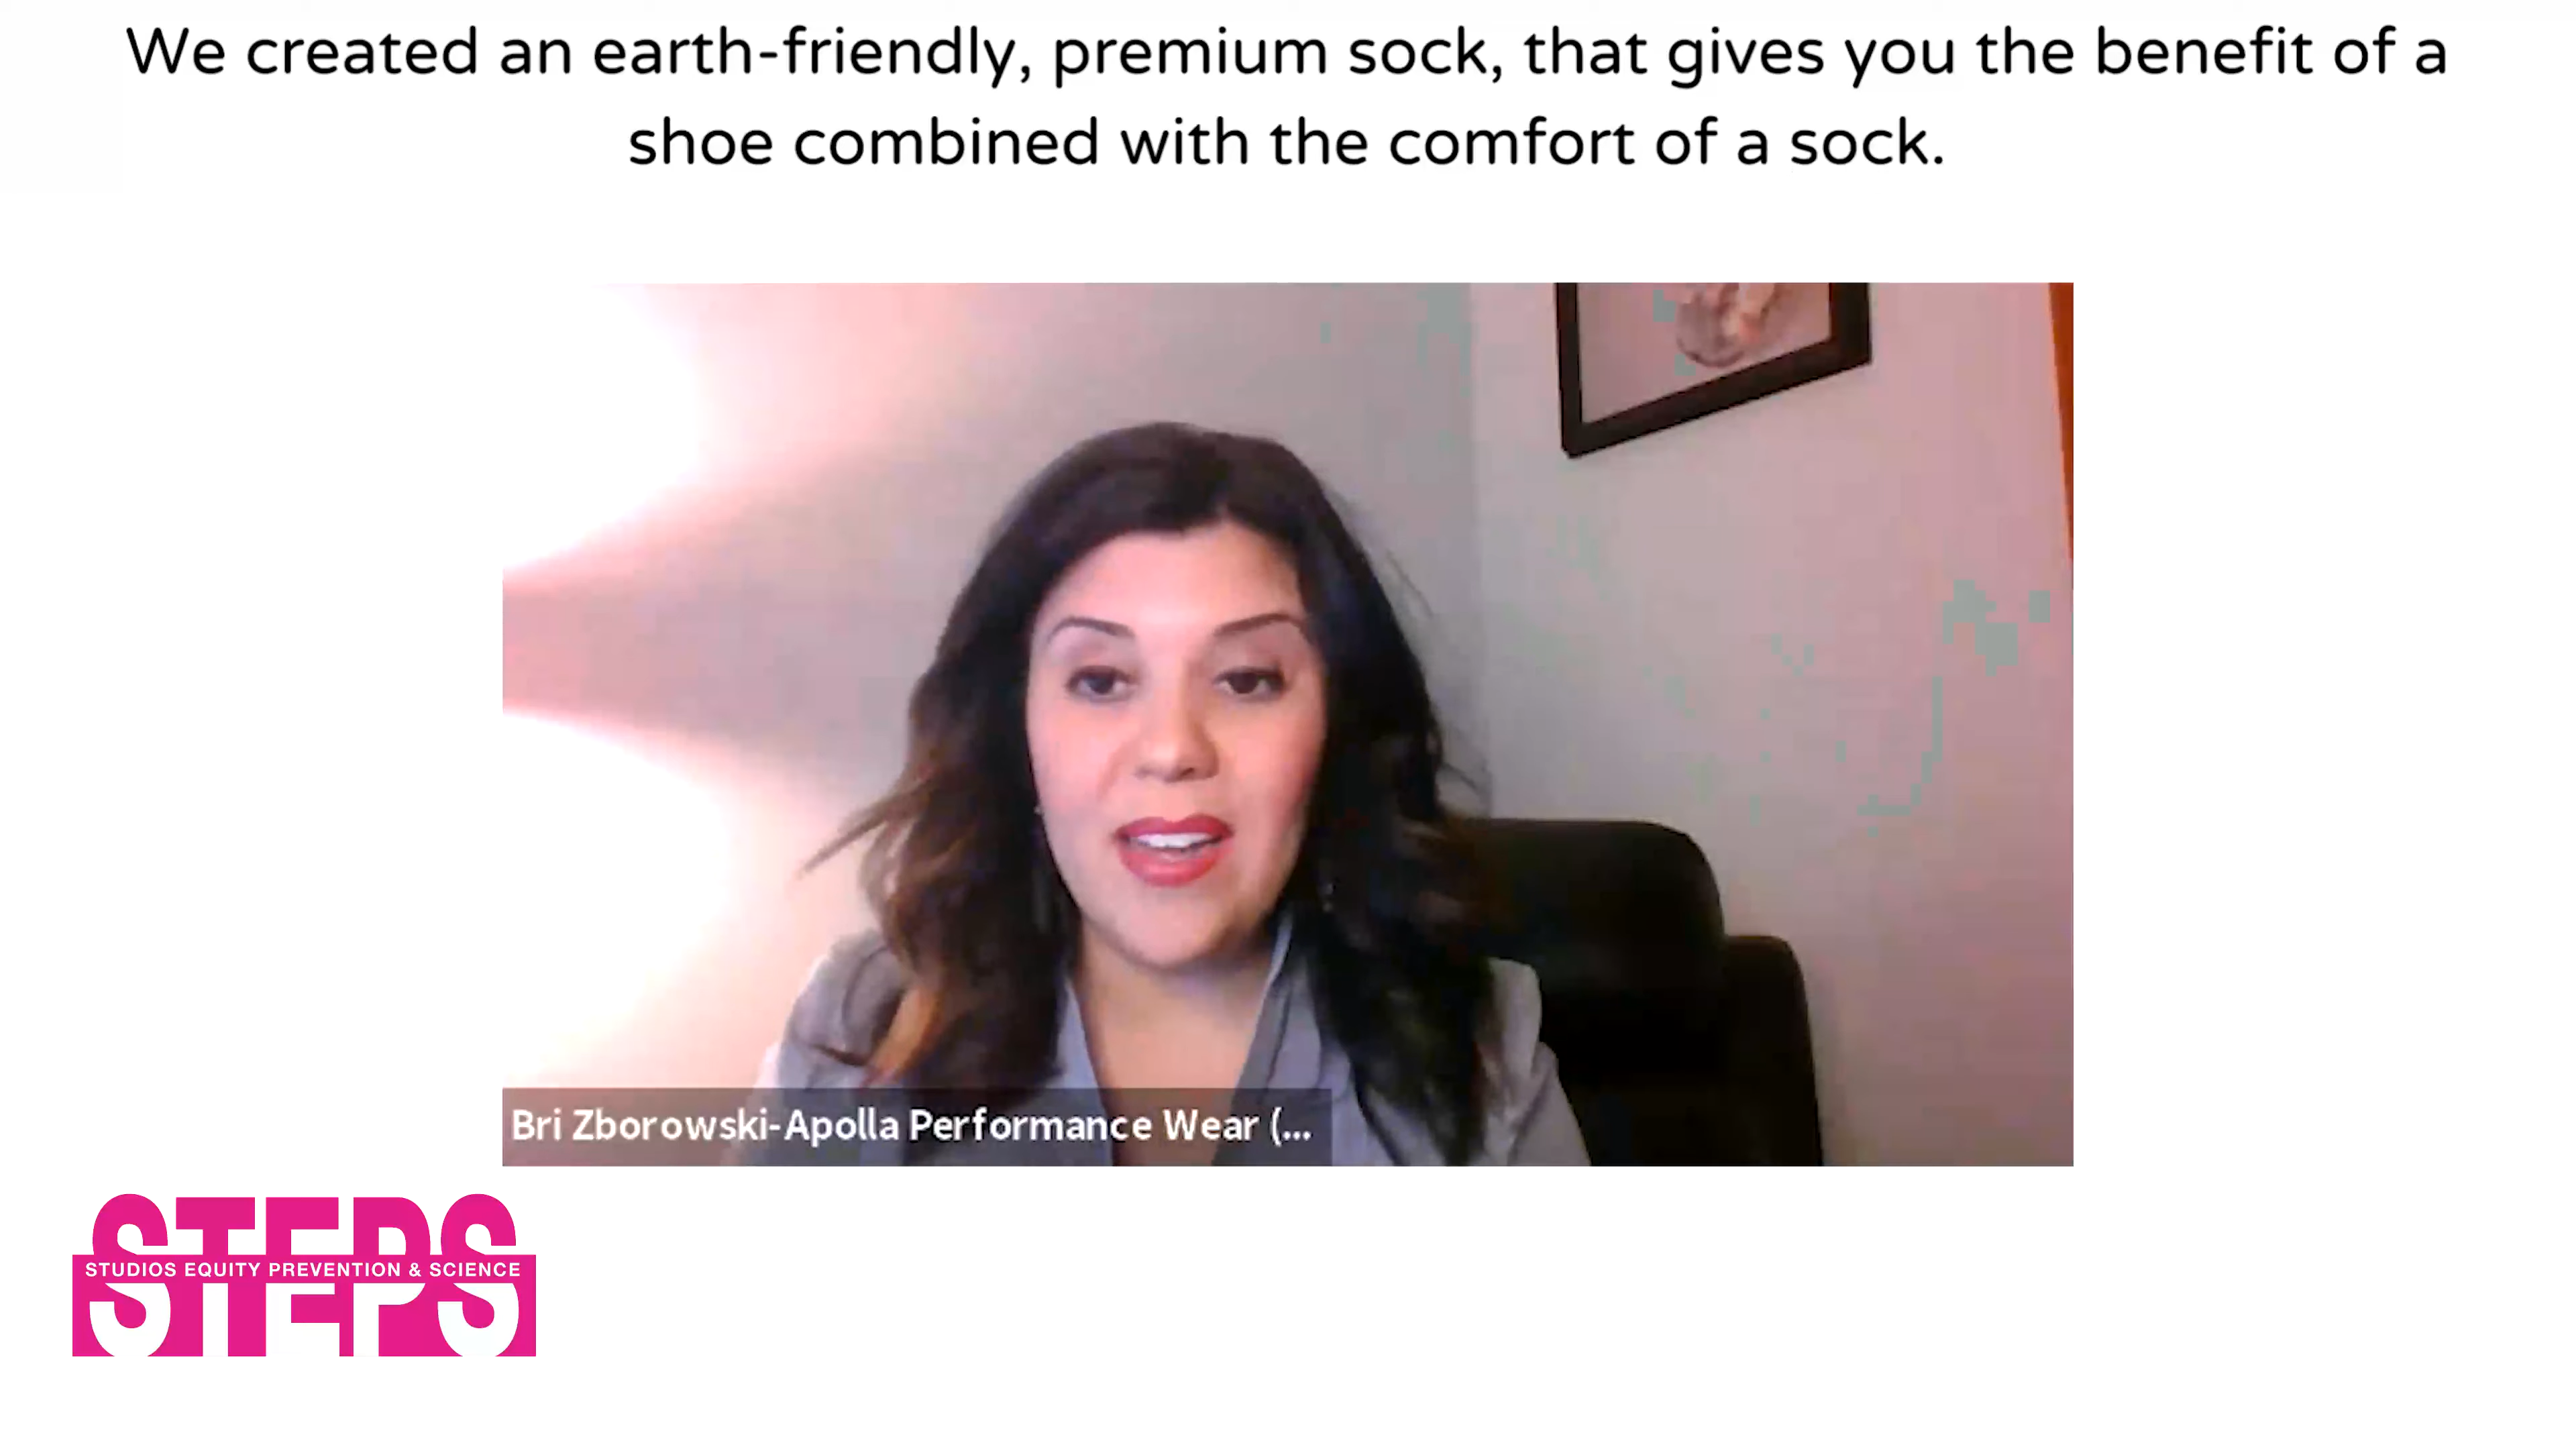 We created an earth-friendly, premium sock, that gives you the benefit of a
shoe combined with the comfort of a sock.
Bri Zborowski-Apolla Performance Wear (...
STEPS
STUDIOS EQUITY PREVENTION & SCIENCE